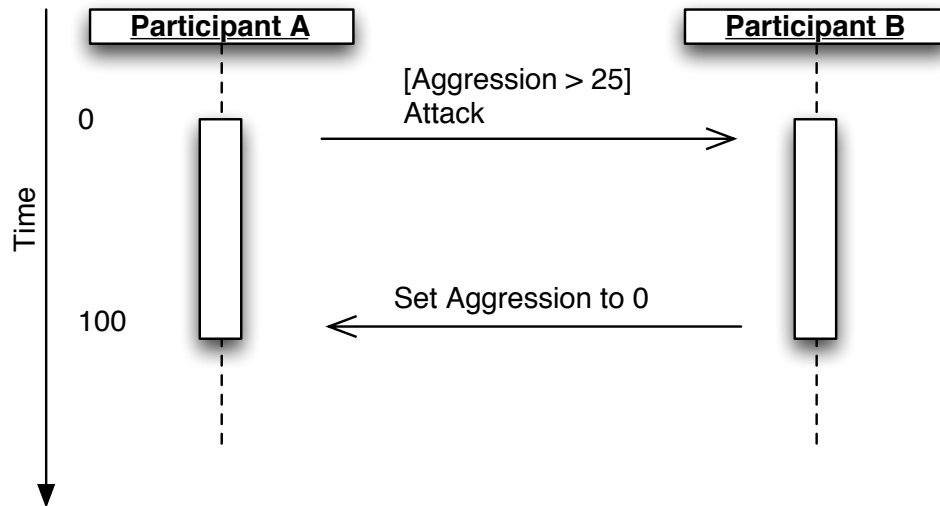 Participant A
Participant B
[Aggression > 25]
Attack
0
Time
Set Aggression to 0
100